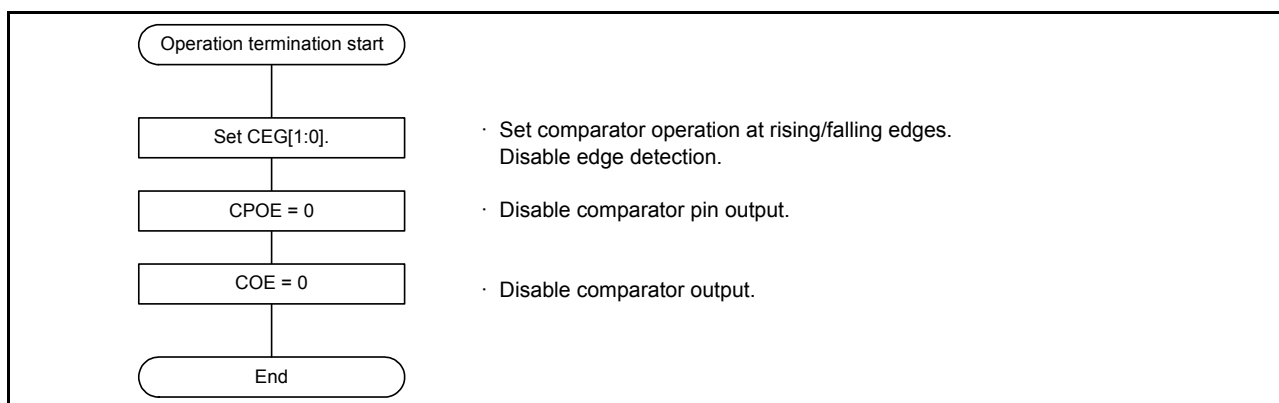 Operation termination start
Set CEG[1:0].
· Set comparator operation at rising/falling edges.
Disable edge detection.
CPOE = 0
· Disable comparator pin output.
COE = 0
· Disable comparator output.
End